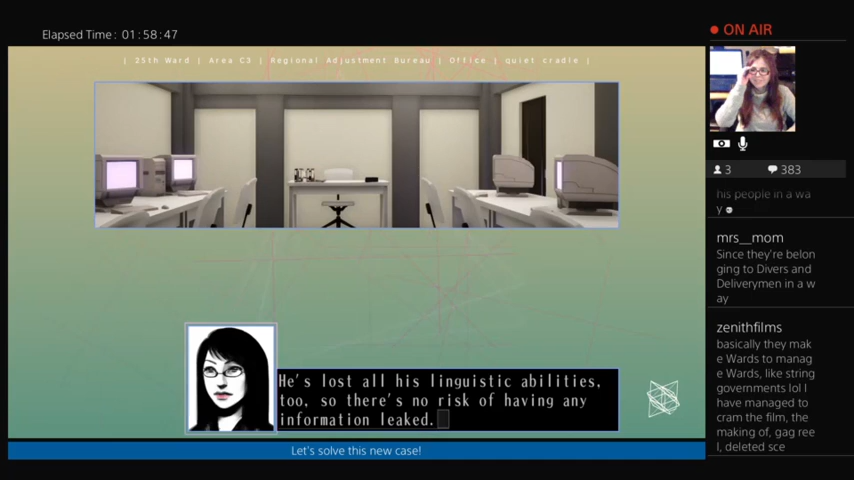 Elapsed Time: 01:58:47
ON AIR
| 25th Ward | Area C3 | Regional Adjustment Bureau | Office | quiet cradle |
3 383
his people in a wa
y
mrs__mom
Since they're belon
ging to Divers and
Deliverymen in a w
ay
zenithfilms
basically they mak
e Wards to manag
e Wards, like string
governments lol I
have managed to
cram the film, the
making of, gag ree
l, deleted sce
He's lost all his linguistic abilities,
too, so there's no risk of having any
information leaked.
Let's solve this new case!